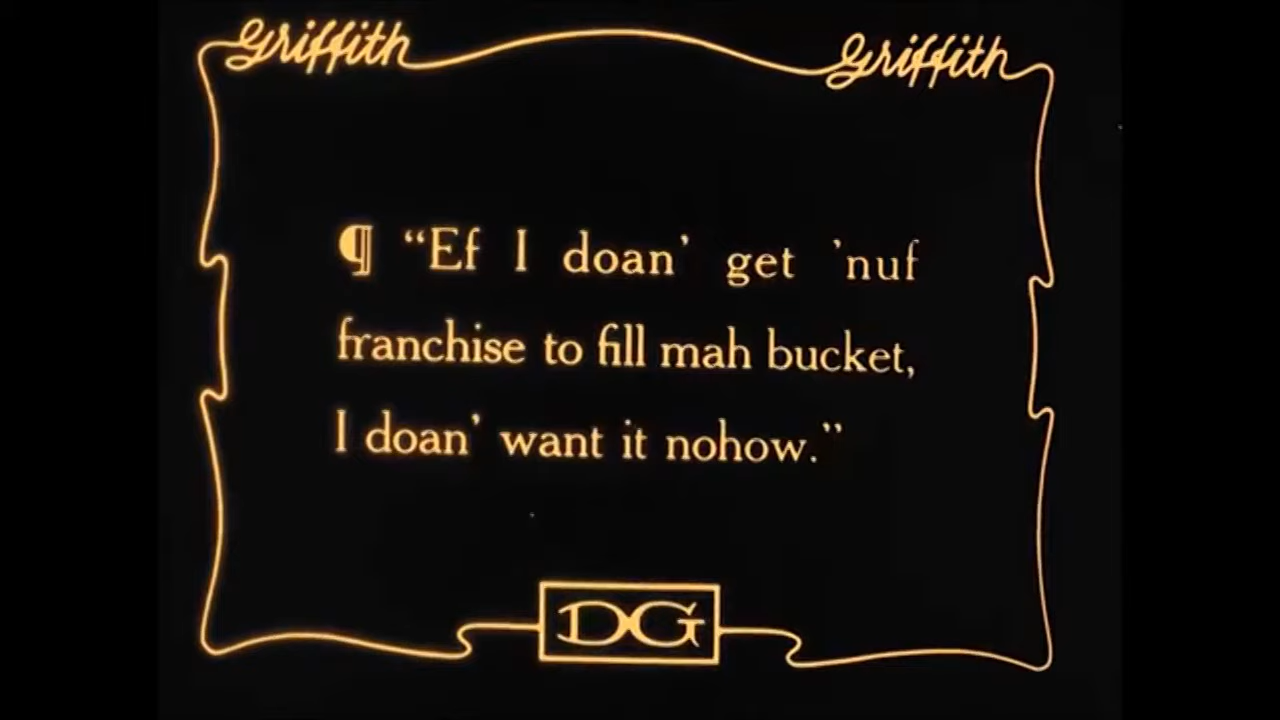 Griffith Griffith
¶ “Ef I doan’ get ’nuf
franchise to fill mah bucket,
I doan’ want it nohow.”
DG